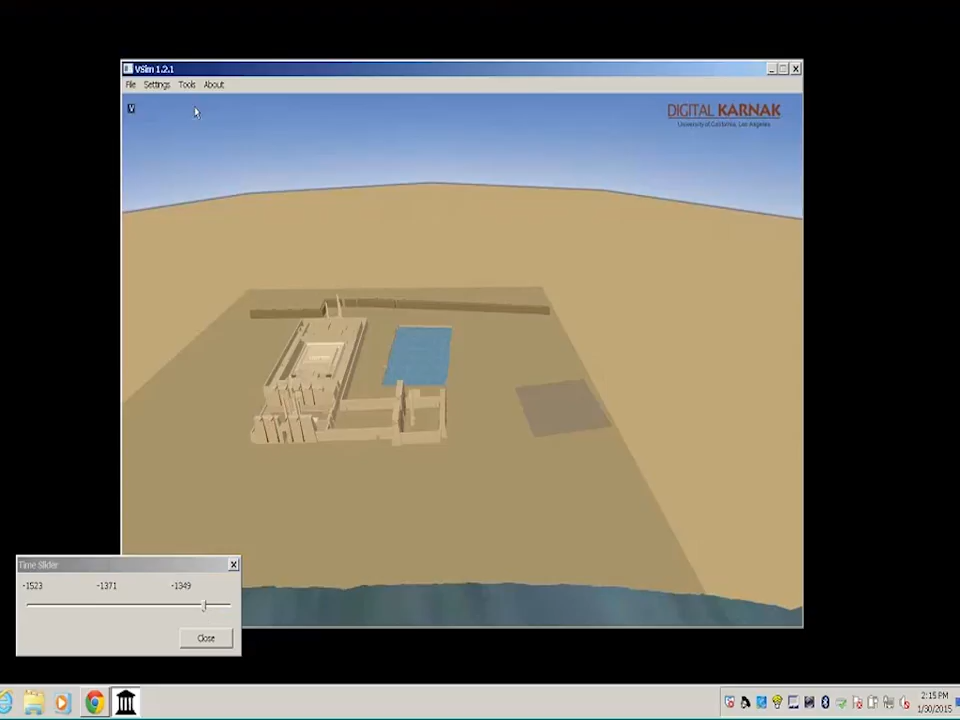 VSim 1.2.1
File Settings Tools About
V
DIGITAL KARNAK
University of California, Los Angeles
Time Slider
-1523 -1371 -1349
Close
2:15 PM
1/30/2015